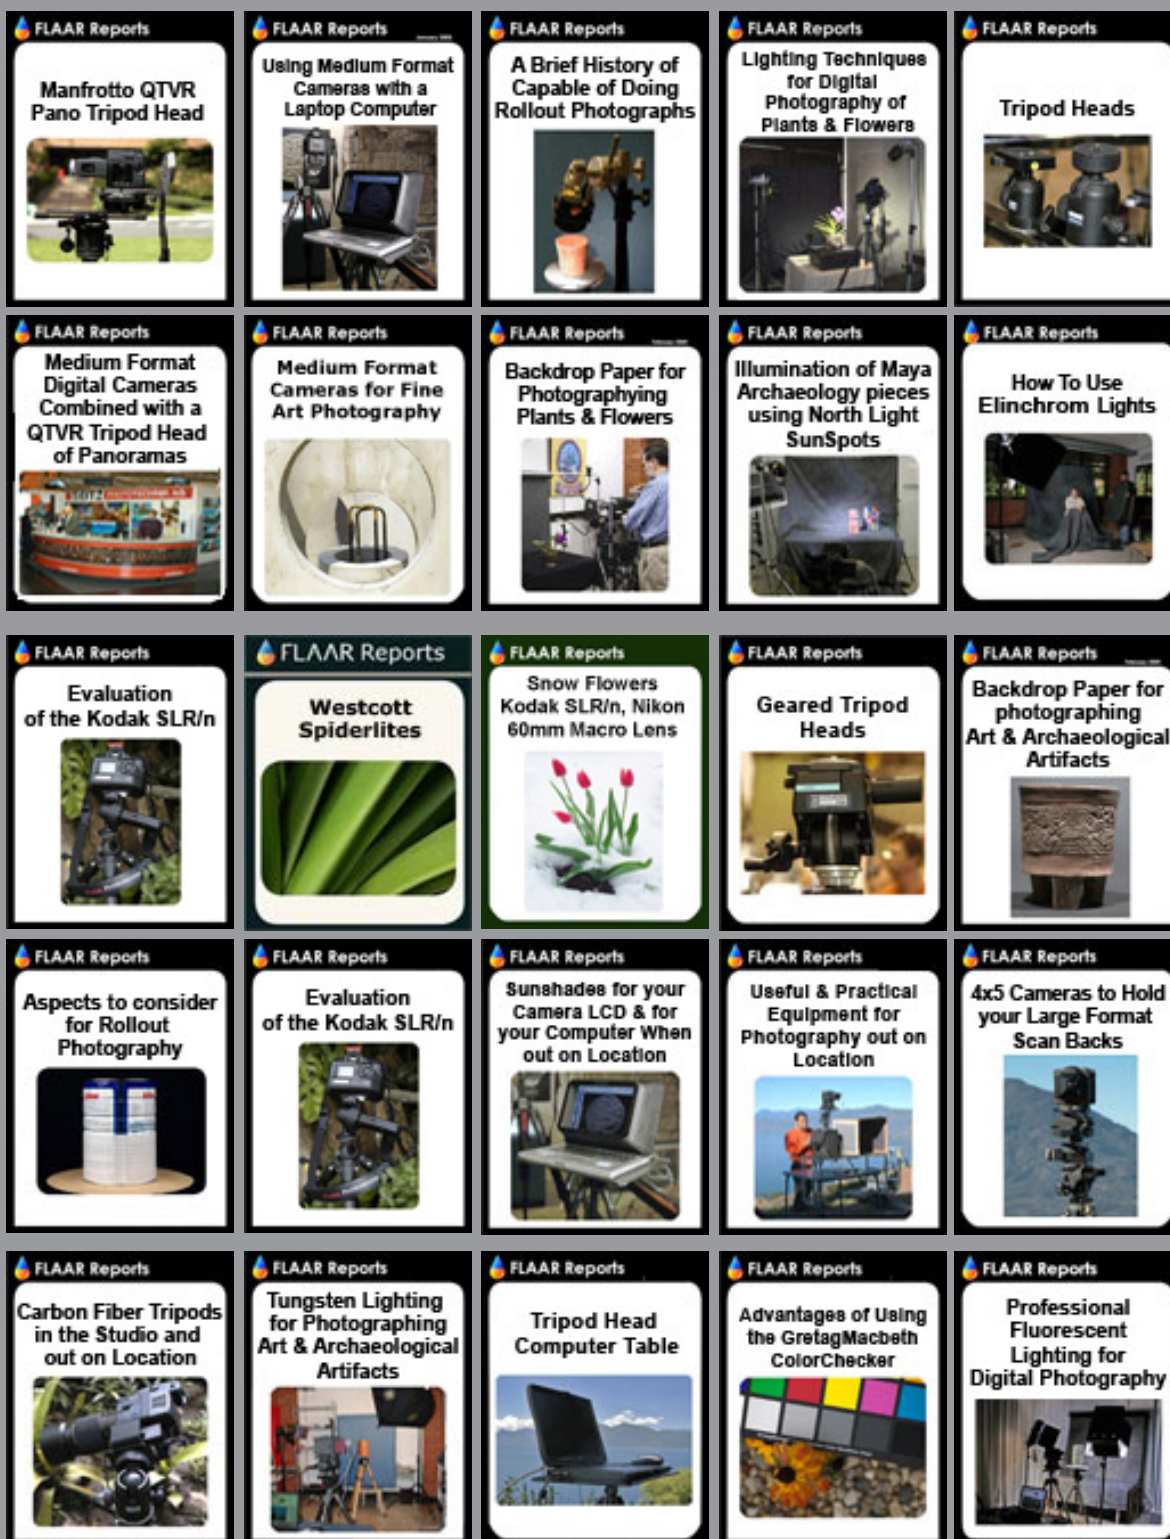 FLAAR Reports
Manfrotto QTVR
Pano Tripod Head
FLAAR Reports
Using Medium Format
Cameras with a
Laptop Computer
FLAAR Reports
A Brief History of
Capable of Doing
Rollout Photographs
FLAAR Reports
Lighting Techniques
for Digital
Photography of
Plants & Flowers
FLAAR Reports
Tripod Heads
FLAAR Reports
Medium Format
Digital Cameras
Combined with a
QTVR Tripod Head
of Panoramas
FLAAR Reports
Medium Format
Cameras for Fine
Art Photography
FLAAR Reports
Backdrop Paper for
Photographying
Plants & Flowers
FLAAR Reports
Illumination of Maya
Archaeology pieces
using North Light
SunSpots
FLAAR Reports
How To Use
Elinchrom Lights
FLAAR Reports
Evaluation
of the Kodak SLR/n
FLAAR Reports
Westcott
Spiderlites
FLAAR Reports
Snow Flowers
Kodak SLR/n, Nikon
60mm Macro Lens
FLAAR Reports
Geared Tripod
Heads
FLAAR Reports
Backdrop Paper for
photographing
Art & Archaeological
Artifacts
FLAAR Reports
Aspects to consider
for Rollout
Photography
FLAAR Reports
Evaluation
of the Kodak SLR/n
FLAAR Reports
Sunshades for your
Camera LCD & for
your Computer When
out on Location
FLAAR Reports
Useful & Practical
Equipment for
Photography out on
Location
FLAAR Reports
4x5 Cameras to Hold
your Large Format
Scan Backs
FLAAR Reports
Carbon Fiber Tripods
in the Studio and
out on Location
FLAAR Reports
Tungsten Lighting
for Photographing
Art & Archaeological
Artifacts
FLAAR Reports
Tripod Head
Computer Table
FLAAR Reports
Advantages of Using
the GretagMacbeth
ColorChecker
FLAAR Reports
Professional
Fluorescent
Lighting for
Digital Photography